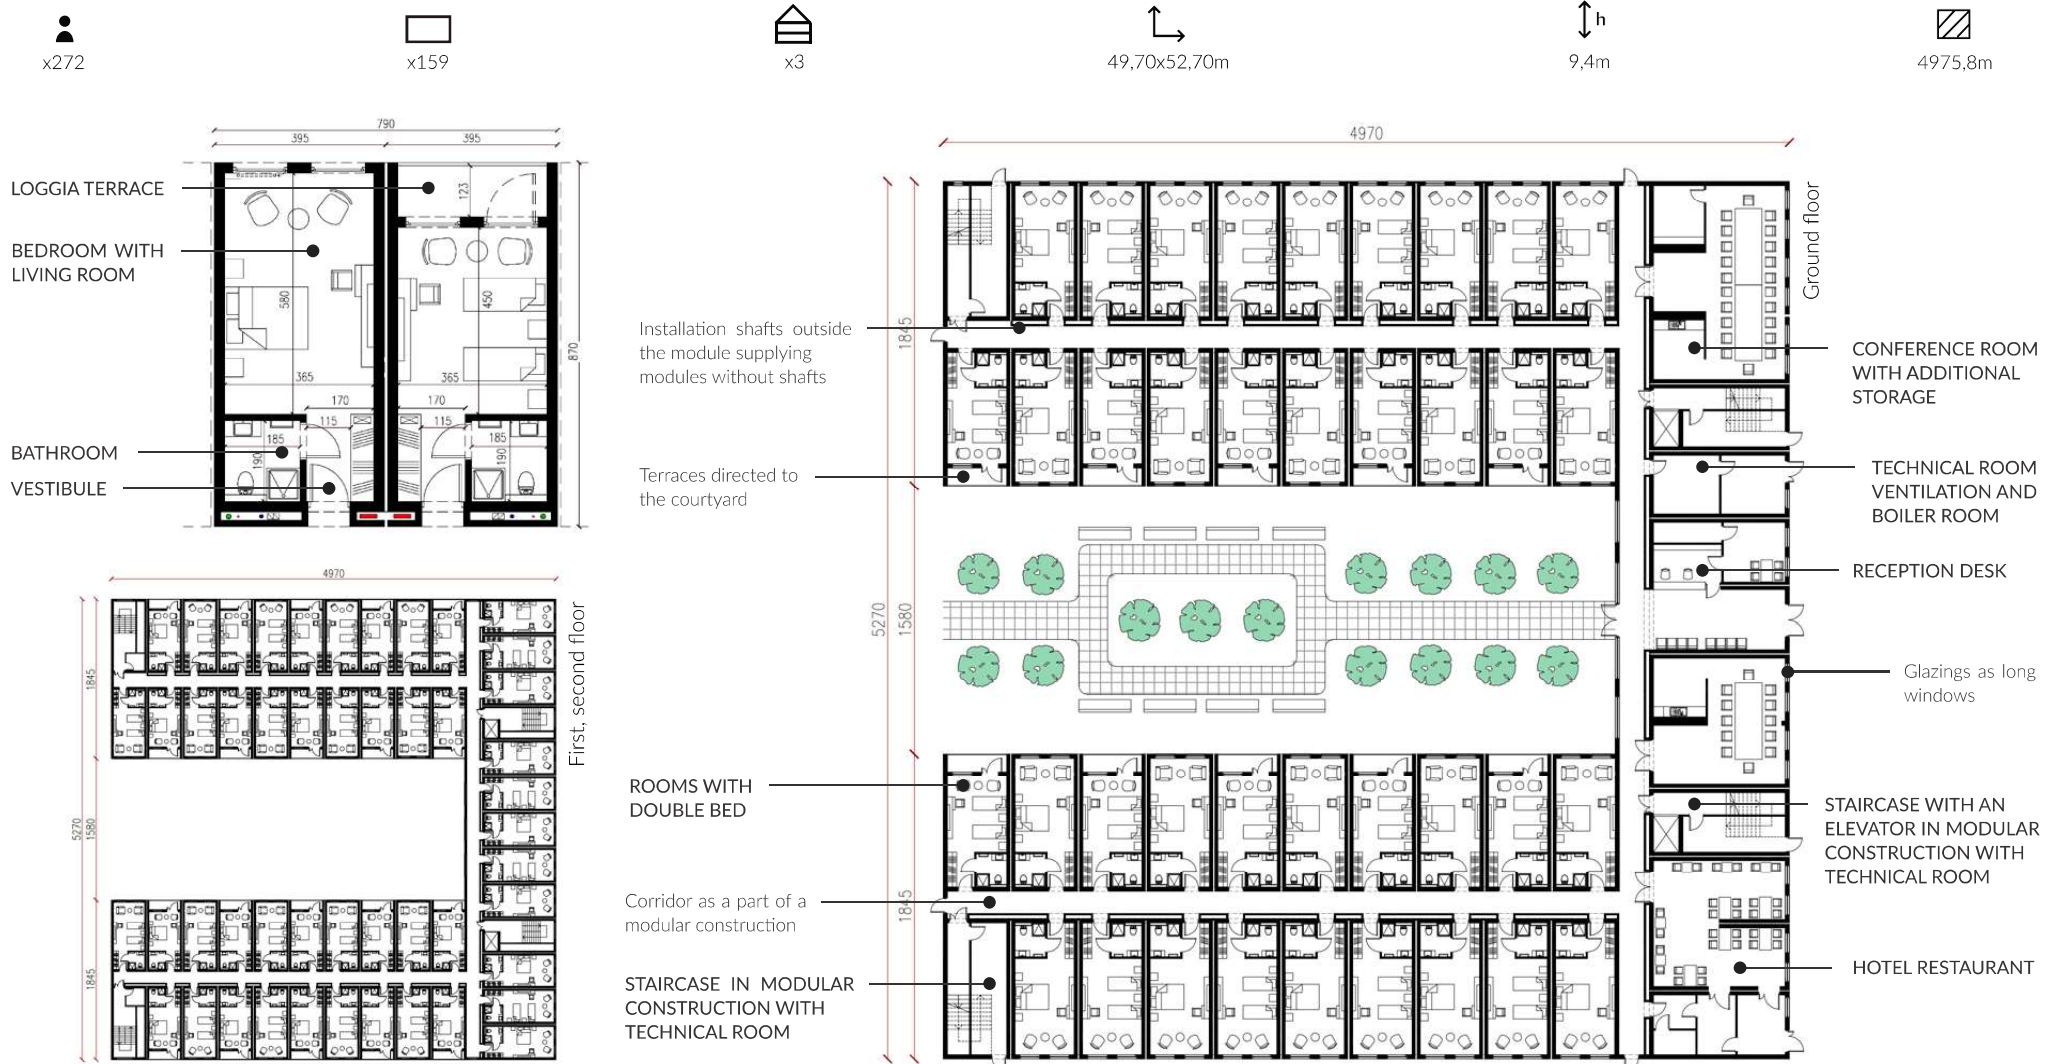 x272
x159
x3
49,70x52,70m
h
9,4m
4975,8m
790
395
395
LOGGIA TERRACE
123
BEDROOM WITH
LIVING ROOM
580
450
870
365
365
170
170
115
115
185
185
190
190
BATHROOM
VESTIBULE
4970
First, second floor
1845
5270
1580
1845
4970
Ground floor
1845
5270
1580
1845
Installation shafts outside
the module supplying
modules without shafts
Terraces directed to
the courtyard
ROOMS WITH
DOUBLE BED
Corridor as a part of a
modular construction
STAIRCASE IN MODULAR
CONSTRUCTION WITH
TECHNICAL ROOM
CONFERENCE ROOM
WITH ADDITIONAL
STORAGE
TECHNICAL ROOM
VENTILATION AND
BOILER ROOM
RECEPTION DESK
Glazings as long
windows
STAIRCASE WITH AN
ELEVATOR IN MODULAR
CONSTRUCTION WITH
TECHNICAL ROOM
HOTEL RESTAURANT